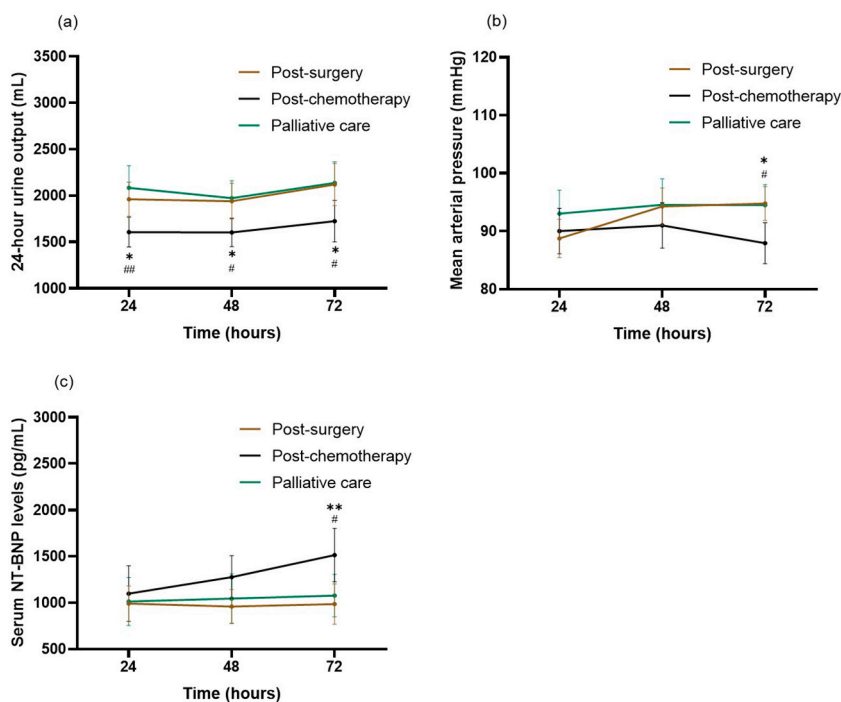 (a)
3500
3000
2500
2000
1500
1000
24-hour urine output (mL)
Post-surgery
Post-chemotherapy
Palliative care
* * *
## # #
24 48 72
Time (hours)
(b)
120
110
100
90
80
Mean arterial pressure (mmHg)
Post-surgery
Post-chemotherapy
Palliative care
*
#
24 48 72
Time (hours)
(c)
3000
2500
2000
1500
1000
500
Serum NT-BNP levels (pg/mL)
Post-surgery
Post-chemotherapy
Palliative care
**
#
24 48 72
Time (hours)